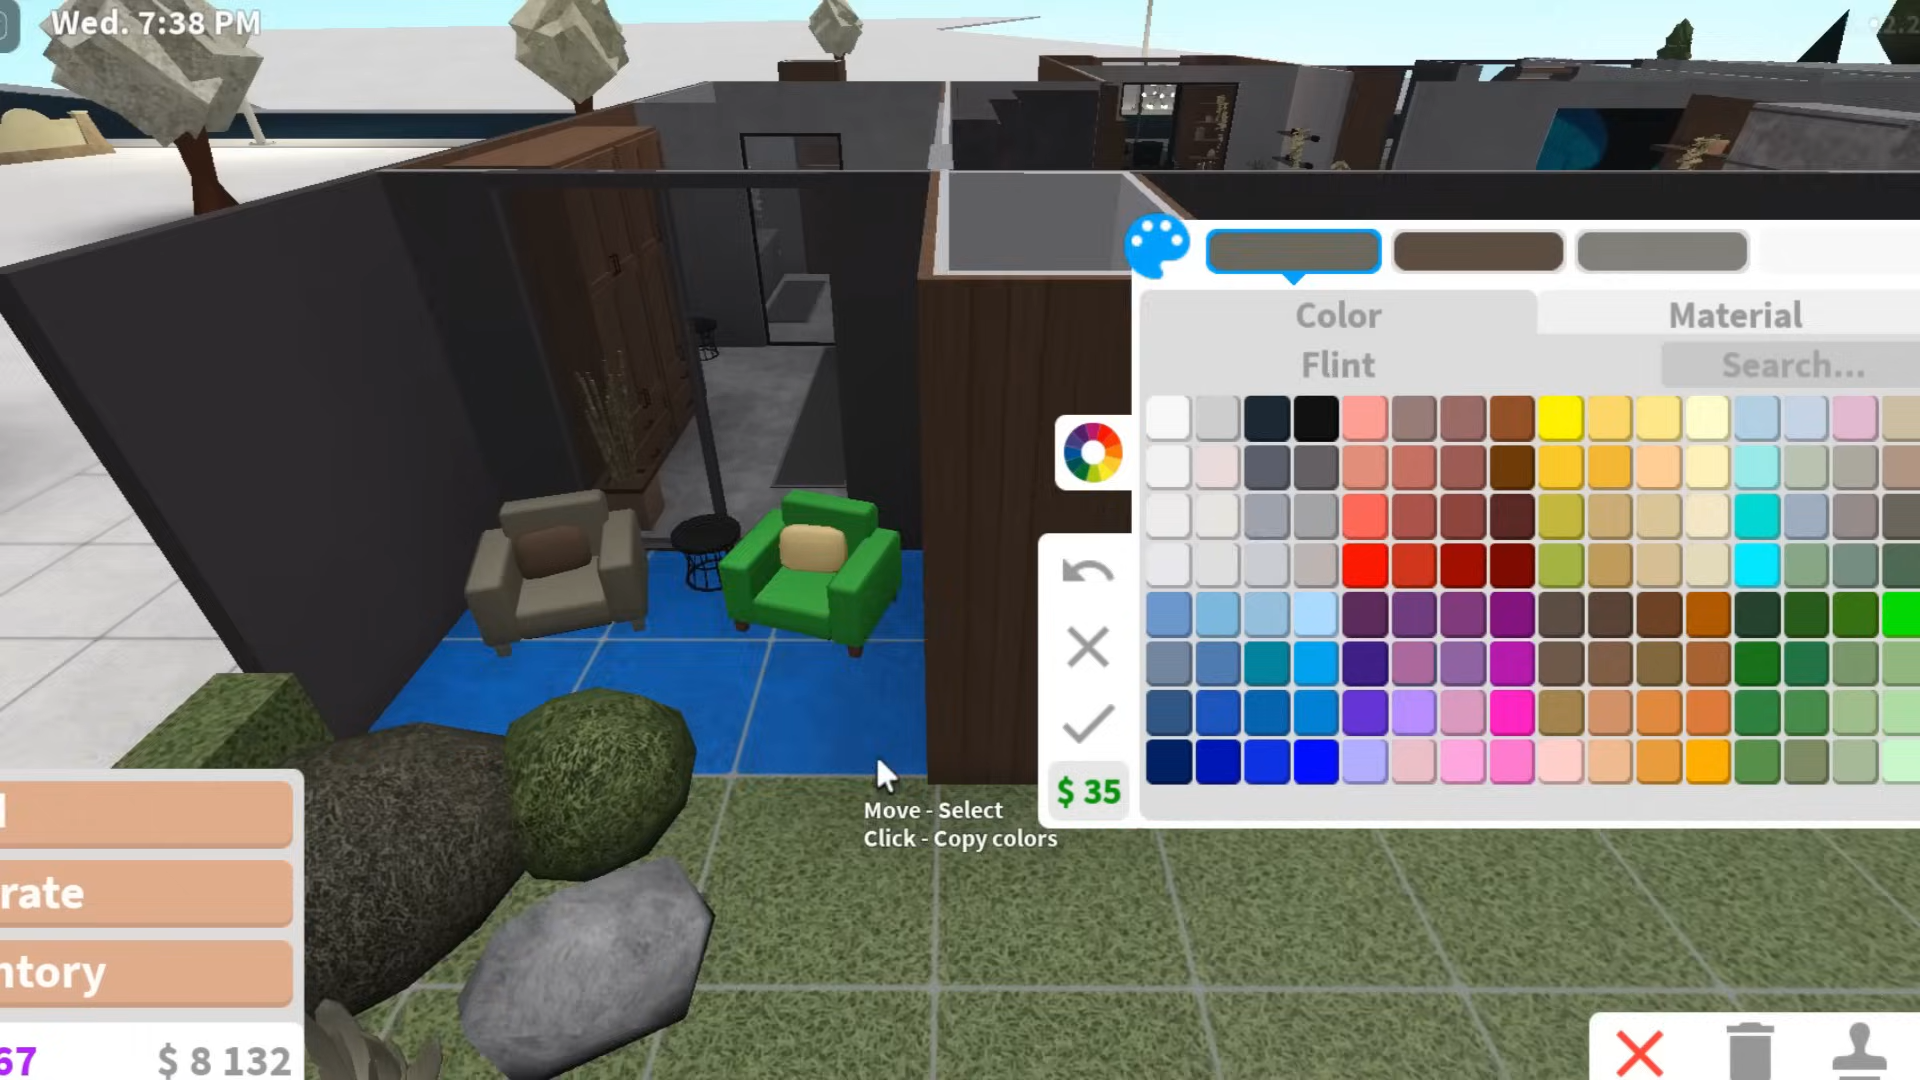 Wed. 7:38 PM
Color
Material
Flint
Search...
$ 35
Move - Select
Click - Copy colors
rate
ntory
67
$ 8 132